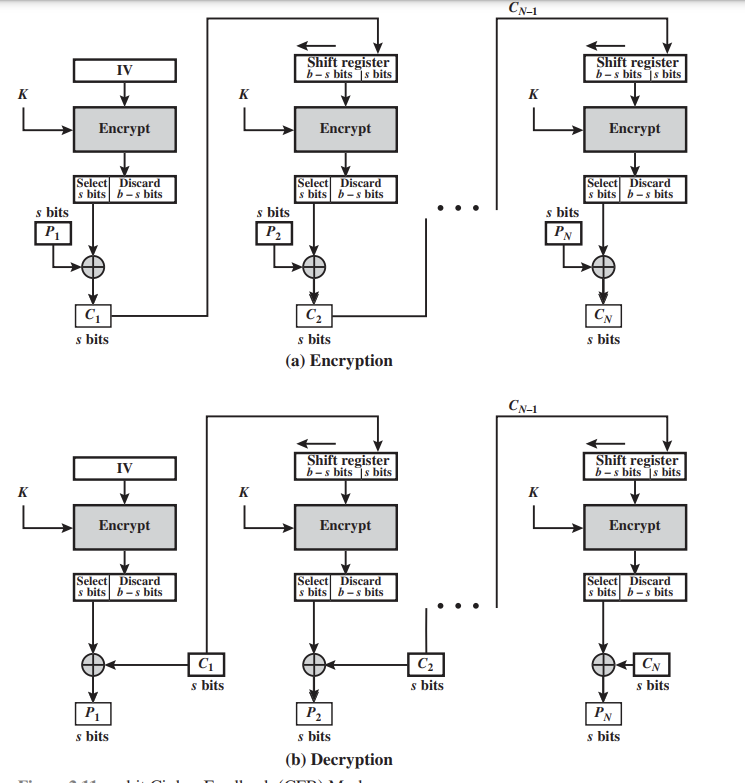 C_{N–1}
IV
Shift register
b – s bits | s bits
Shift register
b – s bits | s bits
K
K
K
Encrypt
Encrypt
Encrypt
Select Discard
s bits b – s bits
Select Discard
s bits b – s bits
Select Discard
s bits b – s bits
s bits
s bits
s bits
P_1
P_2
P_N
C_1
C_2
C_N
s bits
s bits
s bits
(a) Encryption
C_{N–1}
IV
Shift register
b – s bits | s bits
Shift register
b – s bits | s bits
K
K
K
Encrypt
Encrypt
Encrypt
Select Discard
s bits b – s bits
Select Discard
s bits b – s bits
Select Discard
s bits b – s bits
C_1
C_2
C_N
s bits
s bits
s bits
P_1
P_2
P_N
s bits
s bits
s bits
(b) Decryption